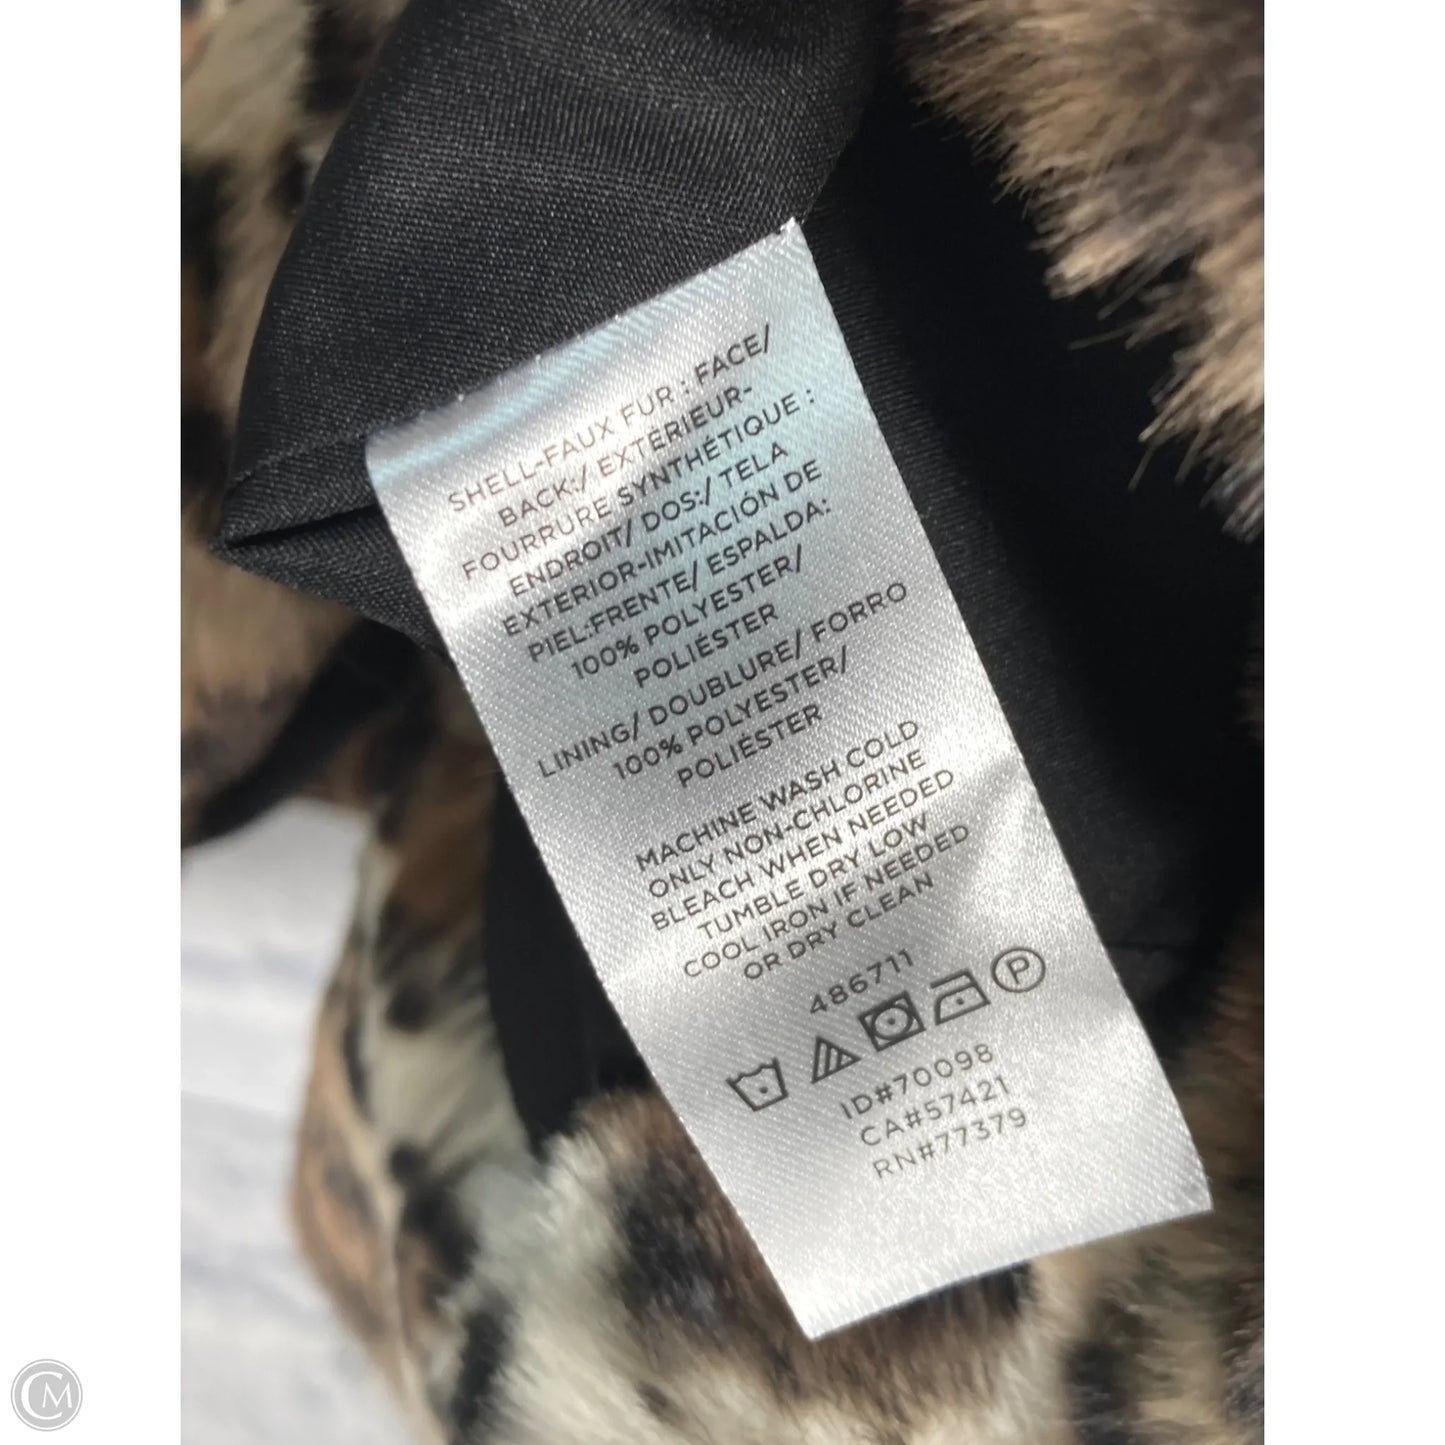 SHELL-FAUX FUR : FACE/
BACK:/ EXTÉRIEUR-
FOURRURE SYNTHÉTIQUE :
ENDROIT/ DOS:/ TELA
EXTERIOR-IMITACIÓN DE
PIEL:FRENTE/ ESPALDA:
100% POLYESTER/
POLIÉSTER
LINING/ DOUBLURE/ FORRO
100% POLYESTER/
POLIÉSTER
MACHINE WASH COLD
ONLY NON-CHLORINE
BLEACH WHEN NEEDED
TUMBLE DRY LOW
COOL IRON IF NEEDED
OR DRY CLEAN
486711
P
ID#70098
CA#57421
RN#77379
CM